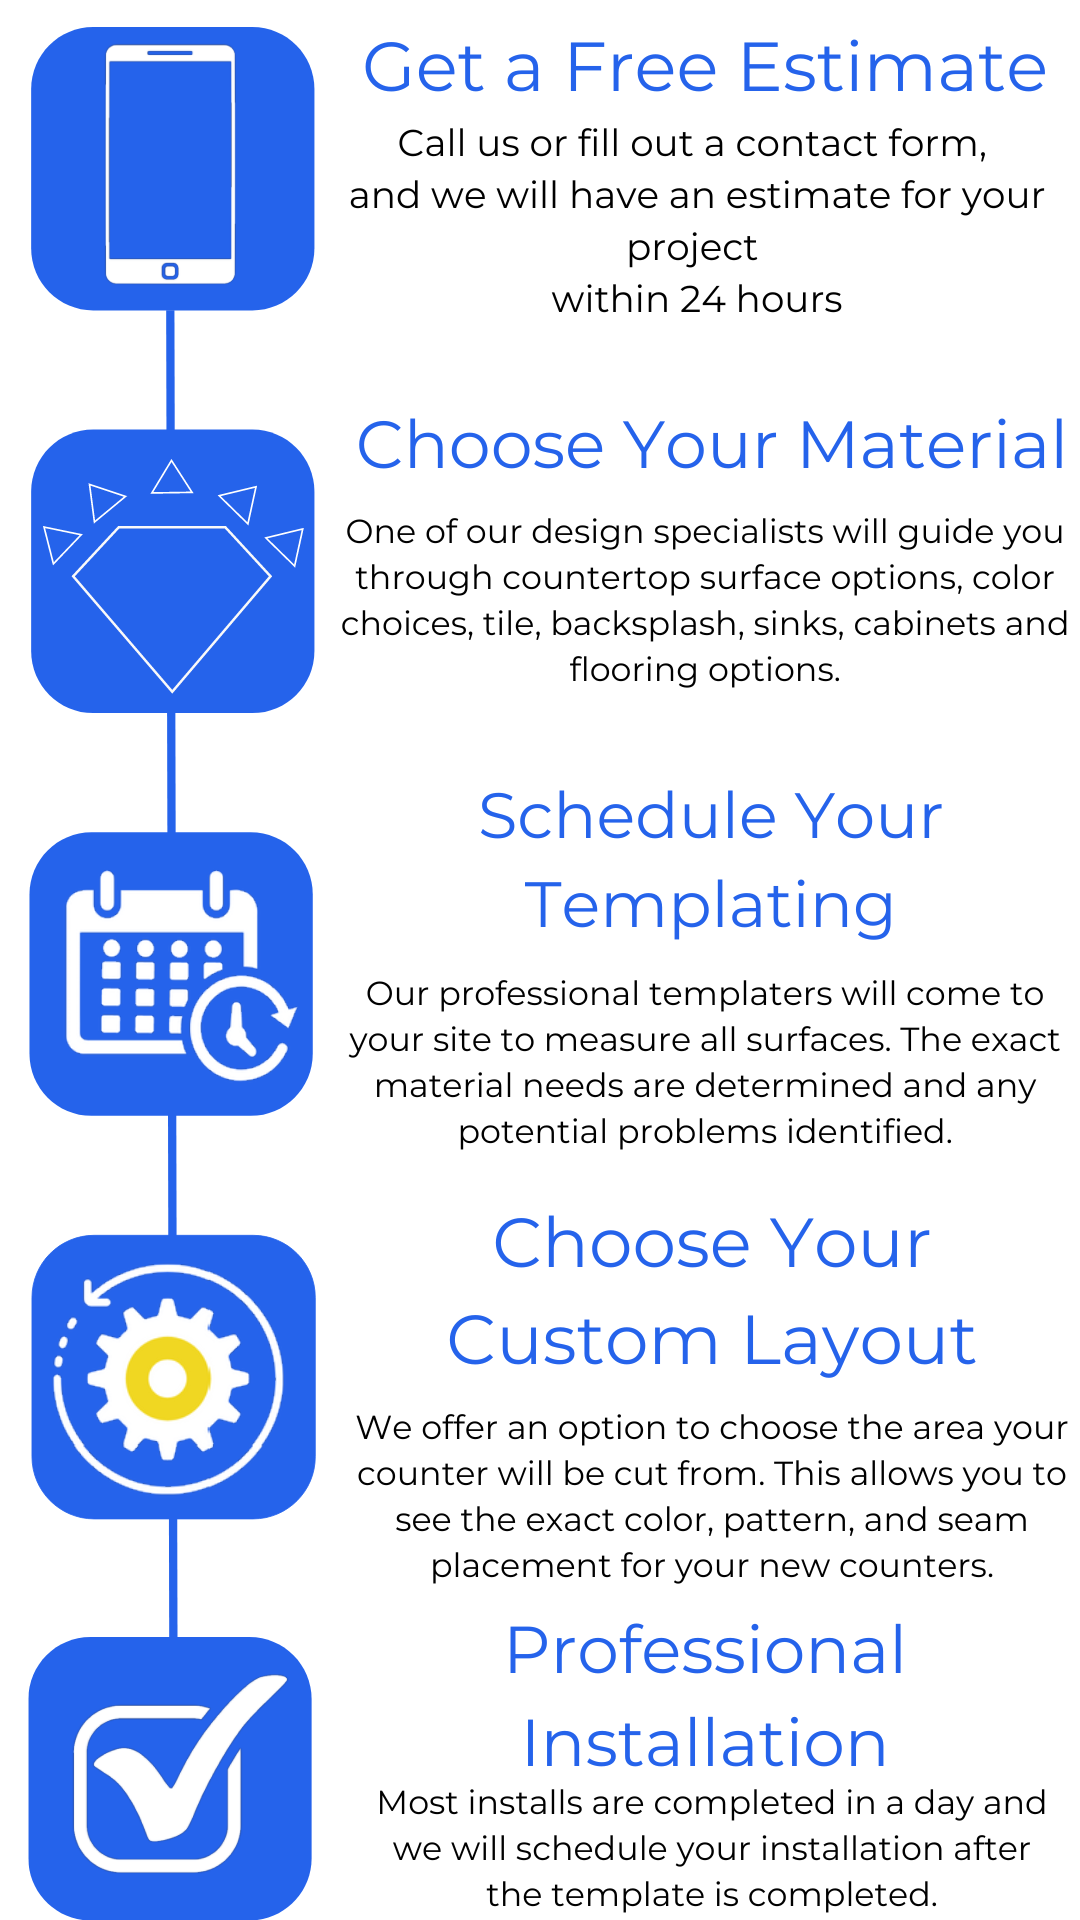 Get a Free Estimate
Call us or fill out a contact form,
and we will have an estimate for your
project
within 24 hours
Choose Your Material
One of our design specialists will guide you
through countertop surface options, color
choices, tile, backsplash, sinks, cabinets and
flooring options.
Schedule Your
Templating
Our professional templaters will come to
your site to measure all surfaces. The exact
material needs are determined and any
potential problems identified.
Choose Your
Custom Layout
We offer an option to choose the area your
counter will be cut from. This allows you to
see the exact color, pattern, and seam
placement for your new counters.
Professional
Installation
Most installs are completed in a day and
we will schedule your installation after
the template is completed.